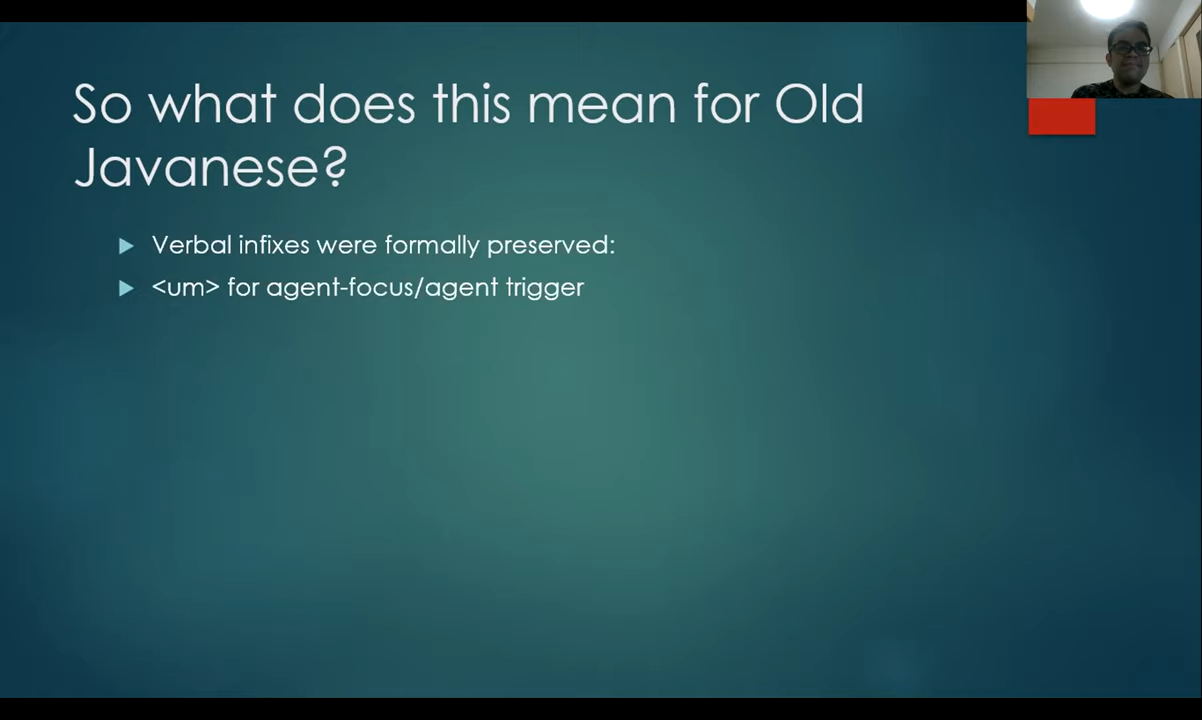 So what does this mean for Old
Javanese?
Verbal infixes were formally preserved:
<um> for agent-focus/agent trigger